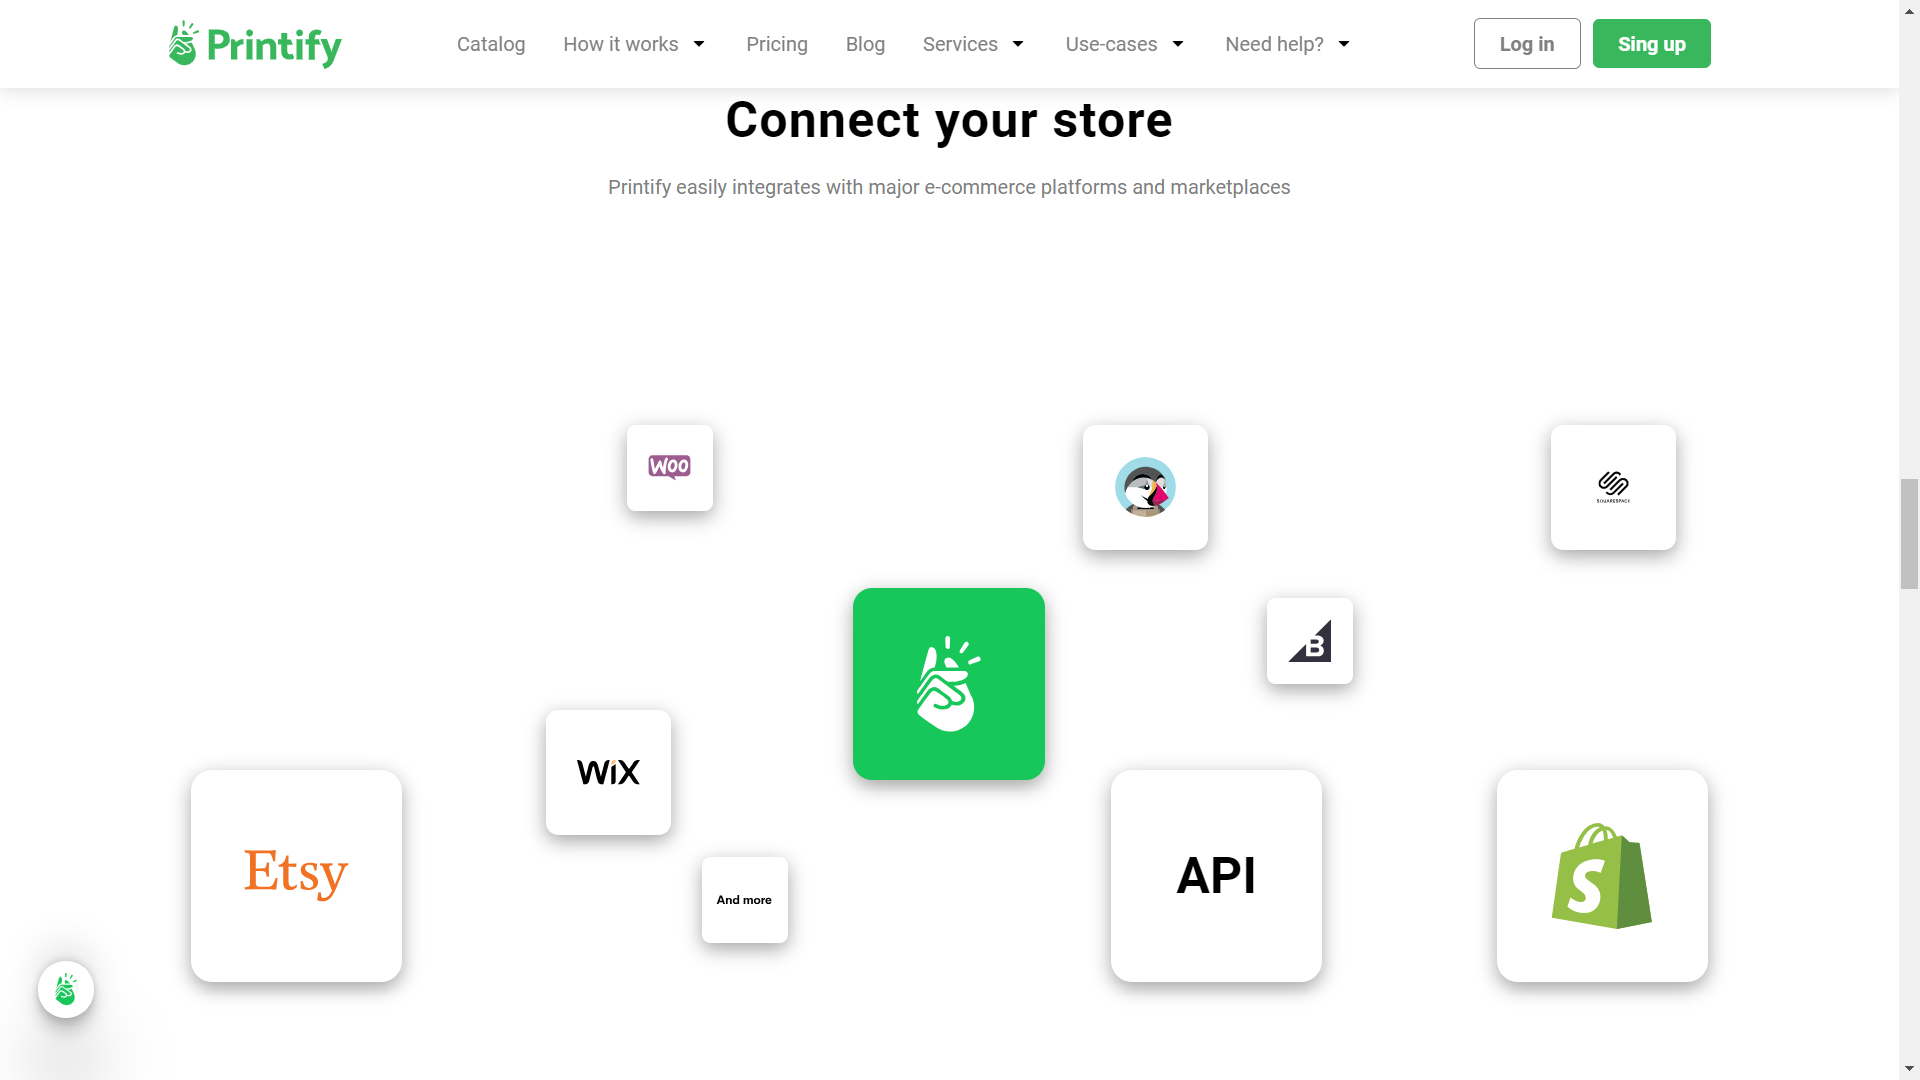 Printify
Catalog
How it works
Pricing
Blog
Services
Use-cases
Need help?
Log in
Sing up
Connect your store
Printify easily integrates with major e-commerce platforms and marketplaces
WOO
SQUARESPACE
B
WiX
Etsy
And more
API
S